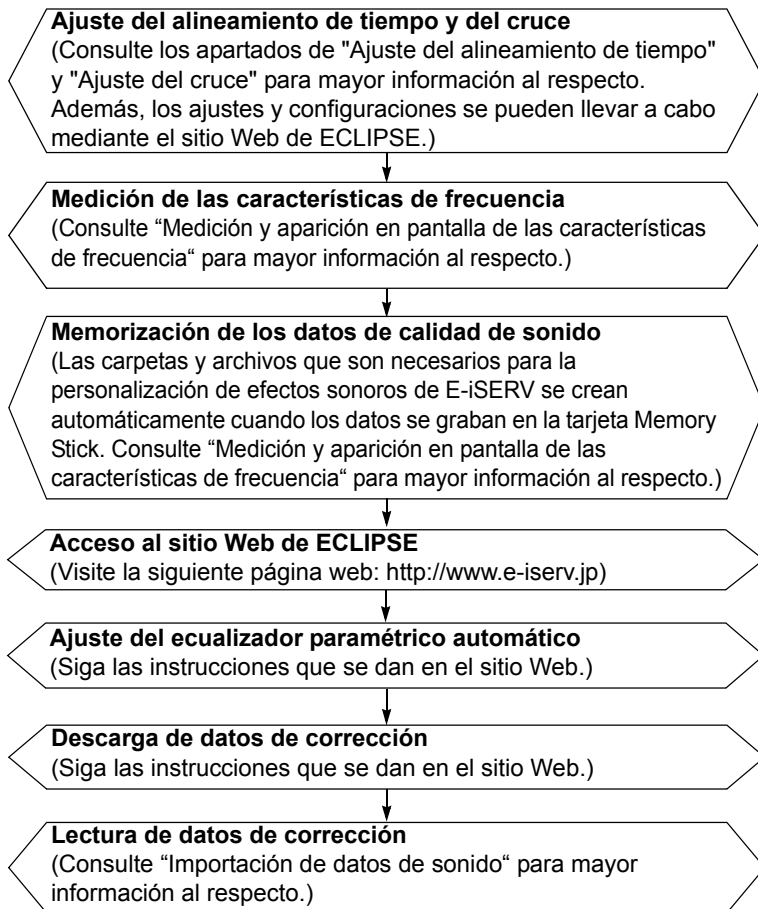 Ajuste del alineamiento de tiempo y del cruce
(Consulte los apartados de "Ajuste del alineamiento de tiempo"
y "Ajuste del cruce" para mayor información al respecto.
Además, los ajustes y configuraciones se pueden llevar a cabo
mediante el sitio Web de ECLIPSE.)
Medición de las características de frecuencia
(Consulte “Medición y aparición en pantalla de las características
de frecuencia“ para mayor información al respecto.)
Memorización de los datos de calidad de sonido
(Las carpetas y archivos que son necesarios para la
personalización de efectos sonoros de E-iSERV se crean
automáticamente cuando los datos se graban en la tarjeta Memory
Stick. Consulte “Medición y aparición en pantalla de las
características de frecuencia“ para mayor información al respecto.)
Acceso al sitio Web de ECLIPSE
(Visite la siguiente página web: http://www.e-iserv.jp)
Ajuste del ecualizador paramétrico automático
(Siga las instrucciones que se dan en el sitio Web.)
Descarga de datos de corrección
(Siga las instrucciones que se dan en el sitio Web.)
Lectura de datos de corrección
(Consulte “Importación de datos de sonido“ para mayor
información al respecto.)